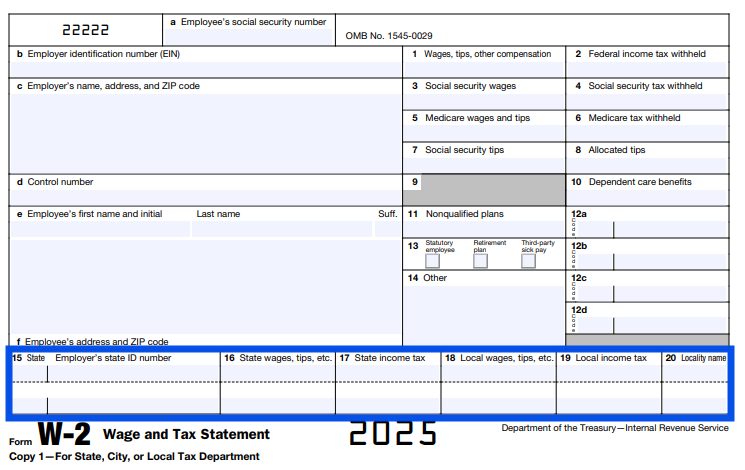 22222
a Employee's social security number
OMB No. 1545-0029
b Employer identification number (EIN)
1 Wages, tips, other compensation
2 Federal income tax withheld
c Employer's name, address, and ZIP code
3 Social security wages
4 Social security tax withheld
5 Medicare wages and tips
6 Medicare tax withheld
7 Social security tips
8 Allocated tips
d Control number
9
10 Dependent care benefits
e Employee's first name and initial
Last name
Suff.
11 Nonqualified plans
12a
Code
13
Statutory
employee
Retirement
plan
Third-party
sick pay
12b
Code
14 Other
12c
Code
12d
Code
f Employee's address and ZIP code
15 State
Employer's state ID number
16 State wages, tips, etc.
17 State income tax
18 Local wages, tips, etc.
19 Local income tax
20 Locality name
Form W-2 Wage and Tax Statement
2025
Department of the Treasury—Internal Revenue Service
Copy 1—For State, City, or Local Tax Department